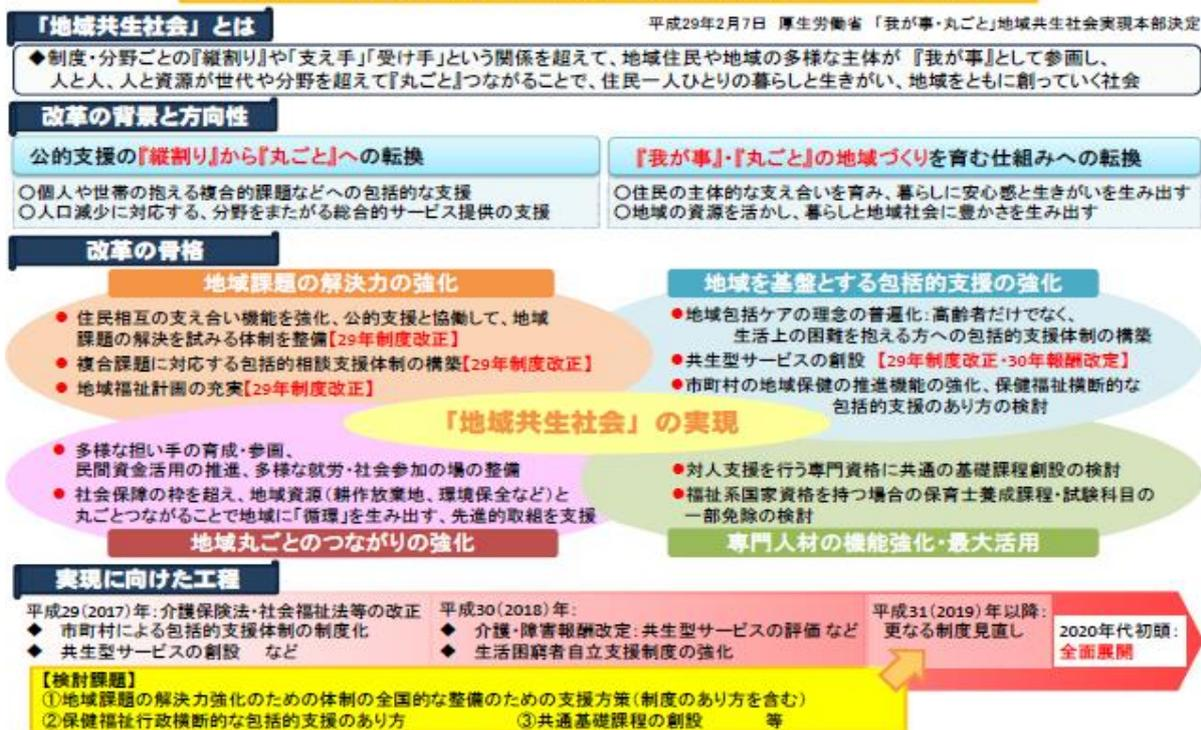 「地域共生社会」とは
平成29年2月7日 厚生労働省 「我が事・丸ごと」地域共生社会実現本部決定
◆制度・分野ごとの『縦割り』や「支え手」「受け手」という関係を超えて、地域住民や地域の多様な主体が 『我が事』として参画し、
人と人、人と資源が世代や分野を超えて『丸ごと』つながることで、住民一人ひとりの暮らしと生きがい、地域をともに創っていく社会
改革の背景と方向性
公的支援の『縦割り』から『丸ごと』への転換
○個人や世帯の抱える複合的課題などへの包括的な支援
○人口減少に対応する、分野をまたがる総合的サービス提供の支援
『我が事』・『丸ごと』の地域づくりを育む仕組みへの転換
○住民の主体的な支え合いを育み、暮らしに安心感と生きがいを生み出す
○地域の資源を活かし、暮らしと地域社会に豊かさを生み出す
改革の骨格
地域課題の解決力の強化
● 住民相互の支え合い機能を強化、公的支援と協働して、地域
課題の解決を試みる体制を整備【29年制度改正】
● 複合課題に対応する包括的相談支援体制の構築【29年制度改正】
● 地域福祉計画の充実【29年制度改正】
地域を基盤とする包括的支援の強化
●地域包括ケアの理念の普遍化:高齢者だけでなく、
生活上の困難を抱える方への包括的支援体制の構築
●共生型サービスの創設 【29年制度改正・30年報酬改定】
●市町村の地域保健の推進機能の強化、保健福祉横断的な
包括的支援のあり方の検討
「地域共生社会」の実現
● 多様な担い手の育成・参画、
民間資金活用の推進、多様な就労・社会参加の場の整備
● 社会保障の枠を超え、地域資源(耕作放棄地、環境保全など)と
丸ごとつながることで地域に「循環」を生み出す、先進的取組を支援
地域丸ごとのつながりの強化
●対人支援を行う専門資格に共通の基礎課程創設の検討
●福祉系国家資格を持つ場合の保育士養成課程・試験科目の
一部免除の検討
専門人材の機能強化・最大活用
実現に向けた工程
平成29(2017)年:介護保険法・社会福祉法等の改正
◆ 市町村による包括的支援体制の制度化
◆ 共生型サービスの創設 など
平成30(2018)年:
◆ 介護・障害報酬改定:共生型サービスの評価 など
◆ 生活困窮者自立支援制度の強化
平成31(2019)年以降:
更なる制度見直し
2020年代初頭:
全面展開
【検討課題】
①地域課題の解決力強化のための体制の全国的な整備のための支援方策(制度のあり方を含む)
②保健福祉行政横断的な包括的支援のあり方 ③共通基礎課程の創設 等